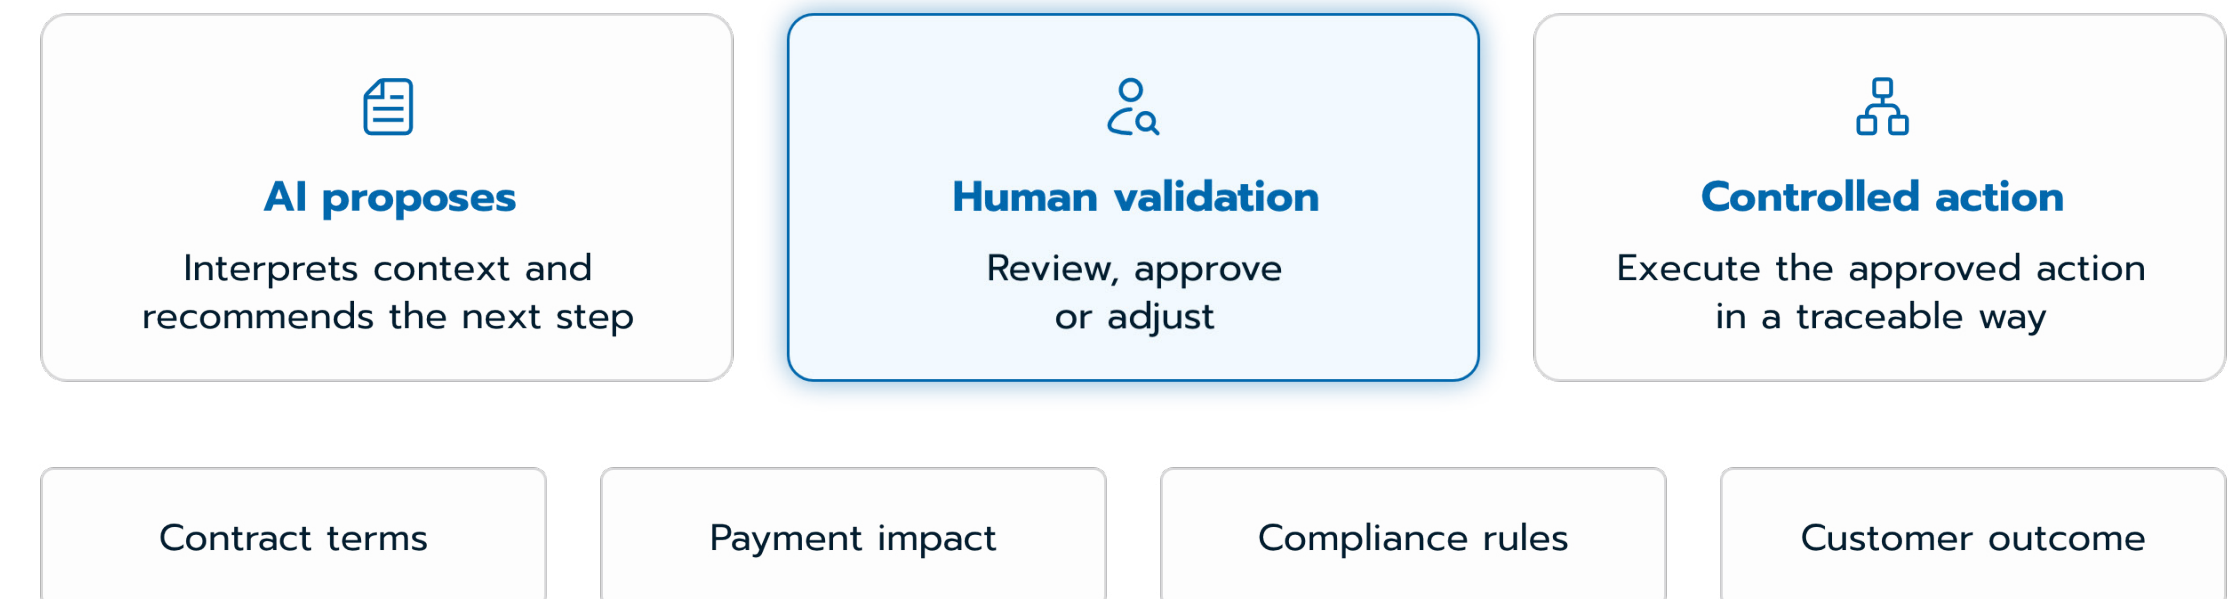 AI proposes
Interprets context and
recommends the next step
Human validation
Review, approve
or adjust
Controlled action
Execute the approved action
in a traceable way
Contract terms
Payment impact
Compliance rules
Customer outcome